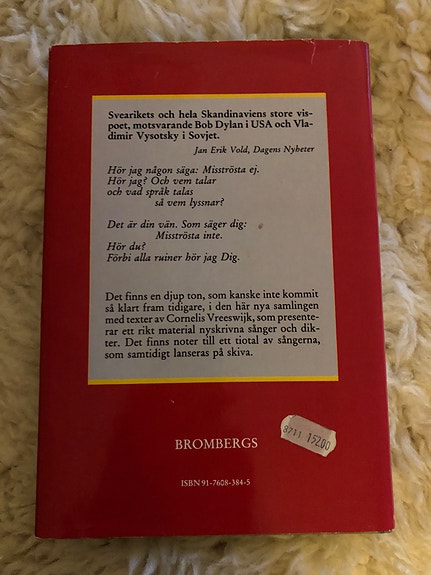 Svearikets och hela Skandinaviens store vis-
poet, motsvarande Bob Dylan i USA och Vla-
dimir Vysotsky i Sovjet.
Jan Erik Vold, Dagens Nyheter
Hör jag någon säga: Misströsta ej.
Hör jag? Och vem talar
och vad språk talas
så vem lyssnar?
Det är din vän. Som säger dig:
Misströsta inte.
Hör du?
Förbi alla ruiner hör jag Dig.
Det finns en djup ton, som kanske inte kommit
så klart fram tidigare, i den här nya samlingen
med texter av Cornelis Vreeswijk, som presente-
rar ett rikt material nyskrivna sånger och dik-
ter. Det finns noter till ett tiotal av sångerna,
som samtidigt lanseras på skiva.
8711 152.00
BROMBERGS
ISBN 91-7608-384-5